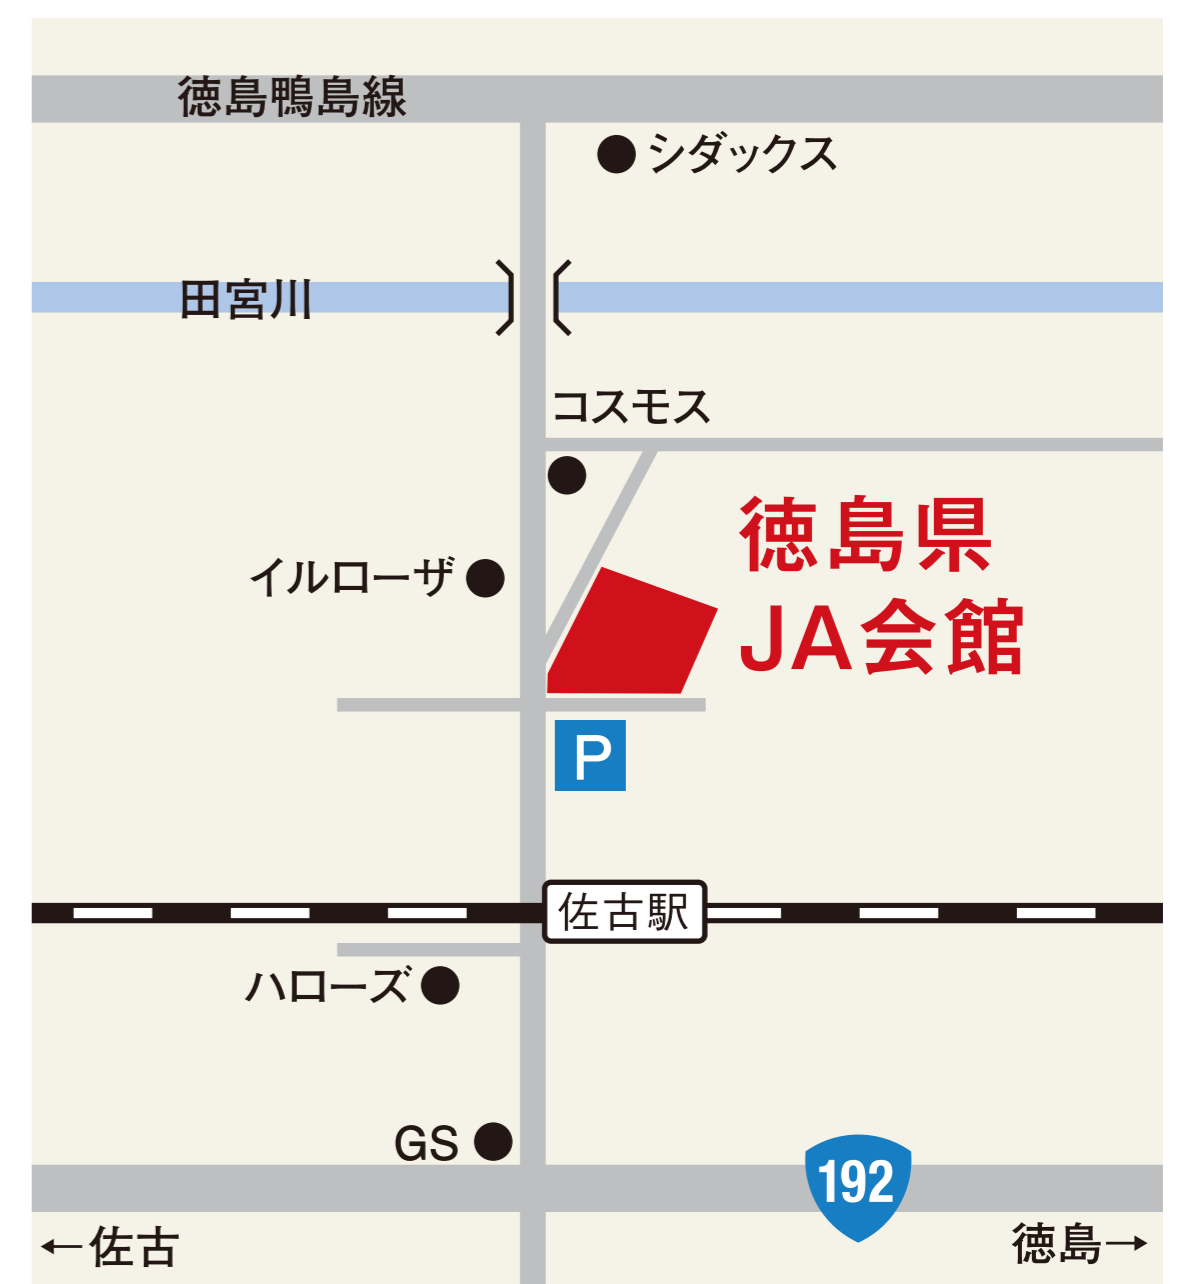 徳島鴨島線
シダックス
田宮川
コスモス
徳島県
JA会館
イルローザ
P
佐古駅
ハローズ
GS
192
←佐古
徳島→